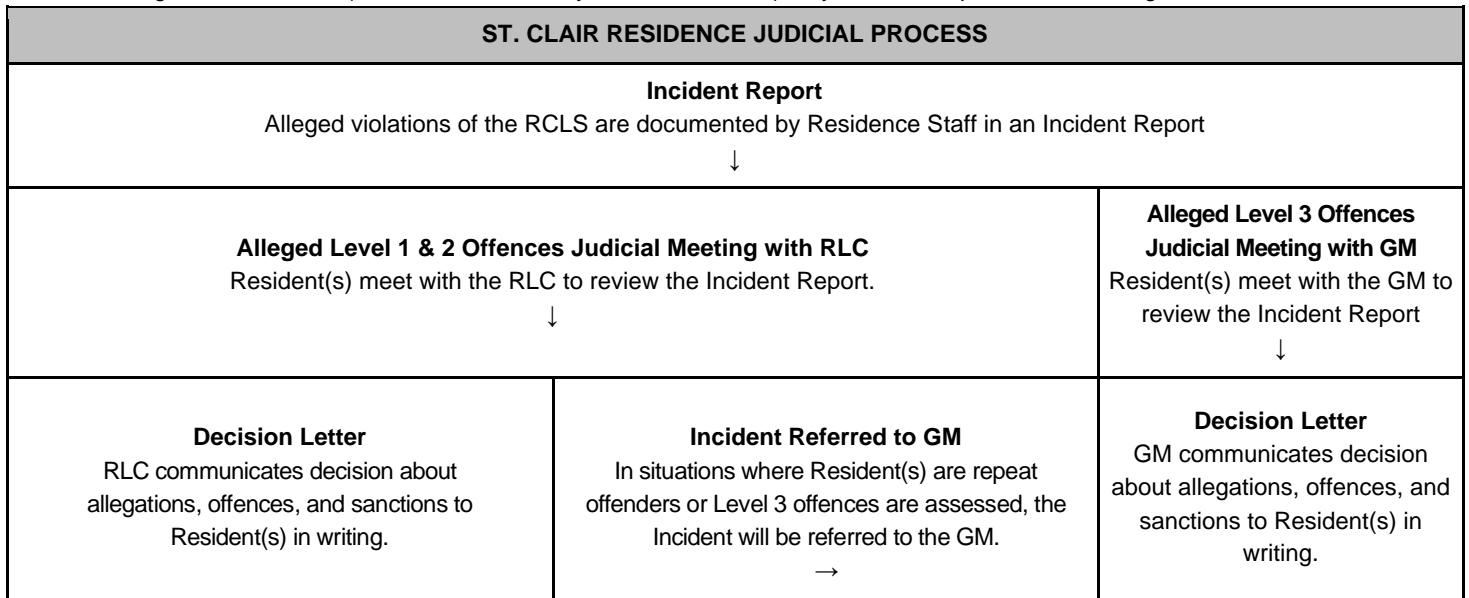 ST. CLAIR RESIDENCE JUDICIAL PROCESS
Incident Report
Alleged violations of the RCLS are documented by Residence Staff in an Incident Report
↓
Alleged Level 1 & 2 Offences Judicial Meeting with RLC
Resident(s) meet with the RLC to review the Incident Report.
↓
Alleged Level 3 Offences
Judicial Meeting with GM
Resident(s) meet with the GM to
review the Incident Report
↓
Decision Letter
RLC communicates decision about
allegations, offences, and sanctions to
Resident(s) in writing.
Incident Referred to GM
In situations where Resident(s) are repeat
offenders or Level 3 offences are assessed, the
Incident will be referred to the GM.
→
Decision Letter
GM communicates decision
about allegations, offences, and
sanctions to Resident(s) in
writing.